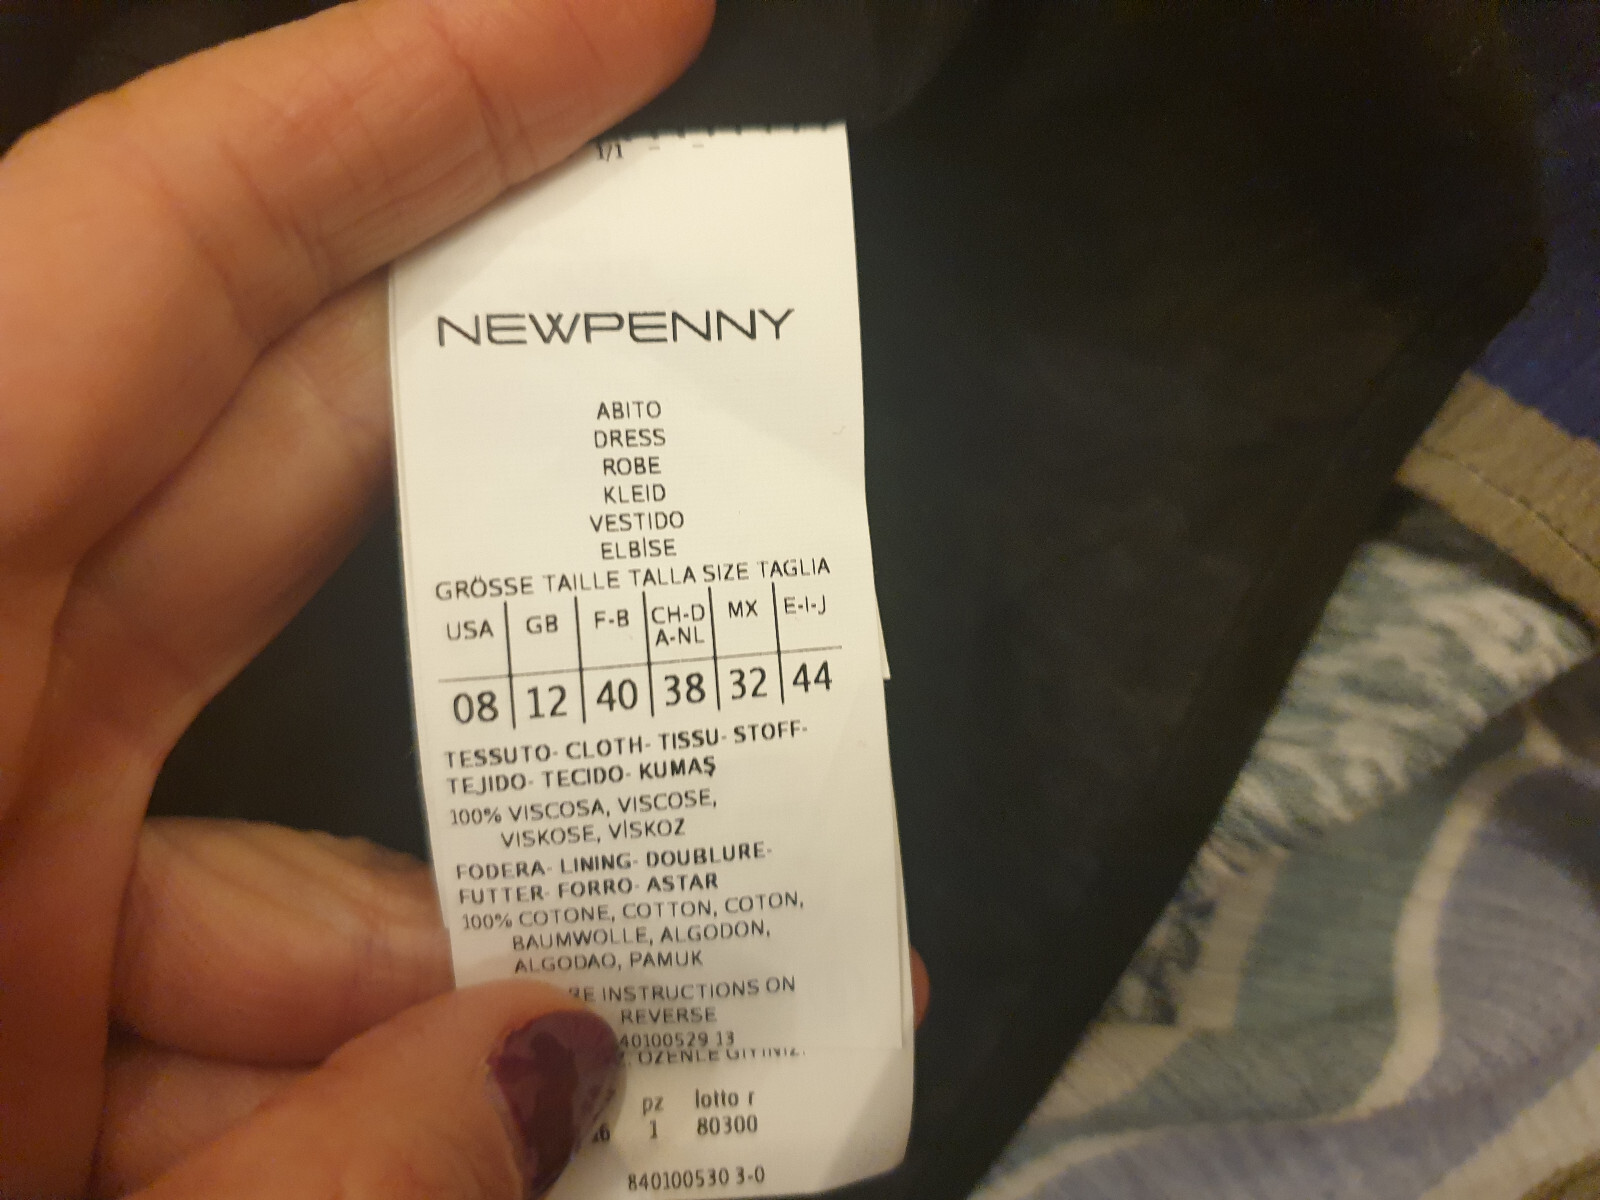 1/1
NEWPENNY
ABITO
DRESS
ROBE
KLEID
VESTIDO
ELBİSE
GRÖSSE TAILLE TALLA SIZE TAGLIA
USA GB F-B CH-D A-NL MX E-I-J
08 12 40 38 32 44
TESSUTO- CLOTH- TISSU- STOFF-
TEJIDO- TECIDO- KUMAŞ
100% VISCOSA, VISCOSE,
VISKOSE, VİSKOZ
FODERA- LINING- DOUBLURE-
FUTTER- FORRO- ASTAR
100% COTONE, COTTON, COTON,
BAUMWOLLE, ALGODON,
ALGODAO, PAMUK
INSTRUCTIONS ON
REVERSE
40100529 13
pz lotto r
1 80300
840100530 3-0